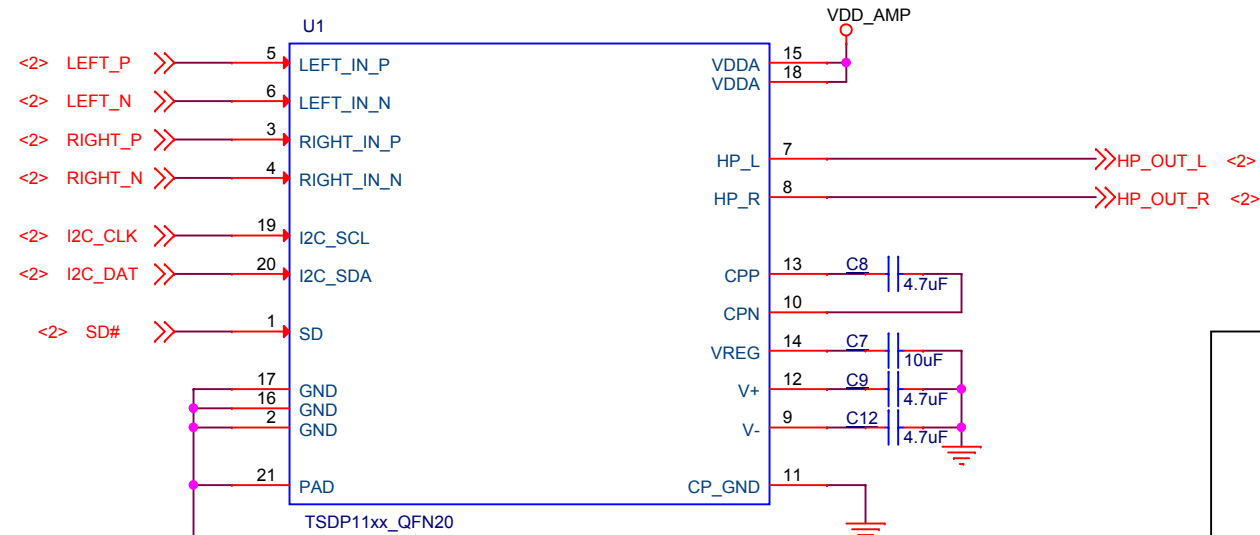 VDD_AMP
U1
<2> LEFT_P 5 LEFT_IN_P
VDDA 15
VDDA 18
<2> LEFT_N 6 LEFT_IN_N
<2> RIGHT_P 3 RIGHT_IN_P
HP_L 7 HP_OUT_L <2>
<2> RIGHT_N 4 RIGHT_IN_N
HP_R 8 HP_OUT_R <2>
<2> I2C_CLK 19 I2C_SCL
<2> I2C_DAT 20 I2C_SDA
CPP 13 C8 4.7uF
CPN 10
<2> SD# 1 SD
VREG 14 C7 10uF
17 GND
V+ 12 C9 4.7uF
16 GND
2 GND
V- 9 C12 4.7uF
21 PAD
CP_GND 11
TSDP11xx_QFN20